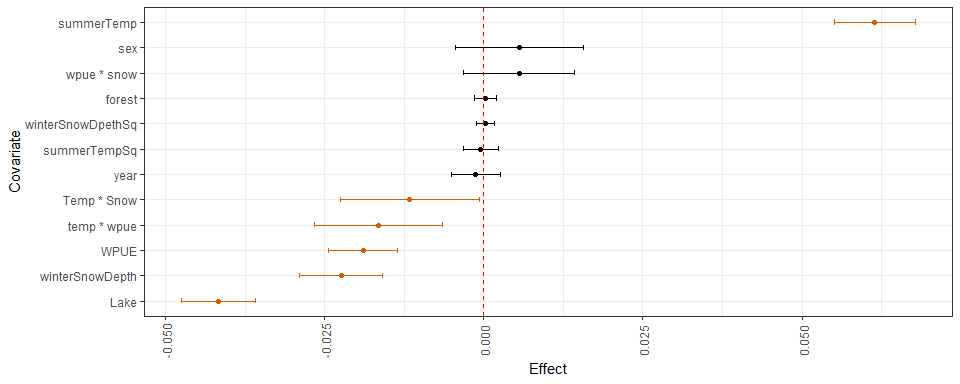 summerTemp
sex
wpue * snow
forest
winterSnowDpethSq
summerTempSq
year
Temp * Snow
temp * wpue
WPUE
winterSnowDepth
Lake
Covariate
-0.050
-0.025
0.000
0.025
0.050
Effect